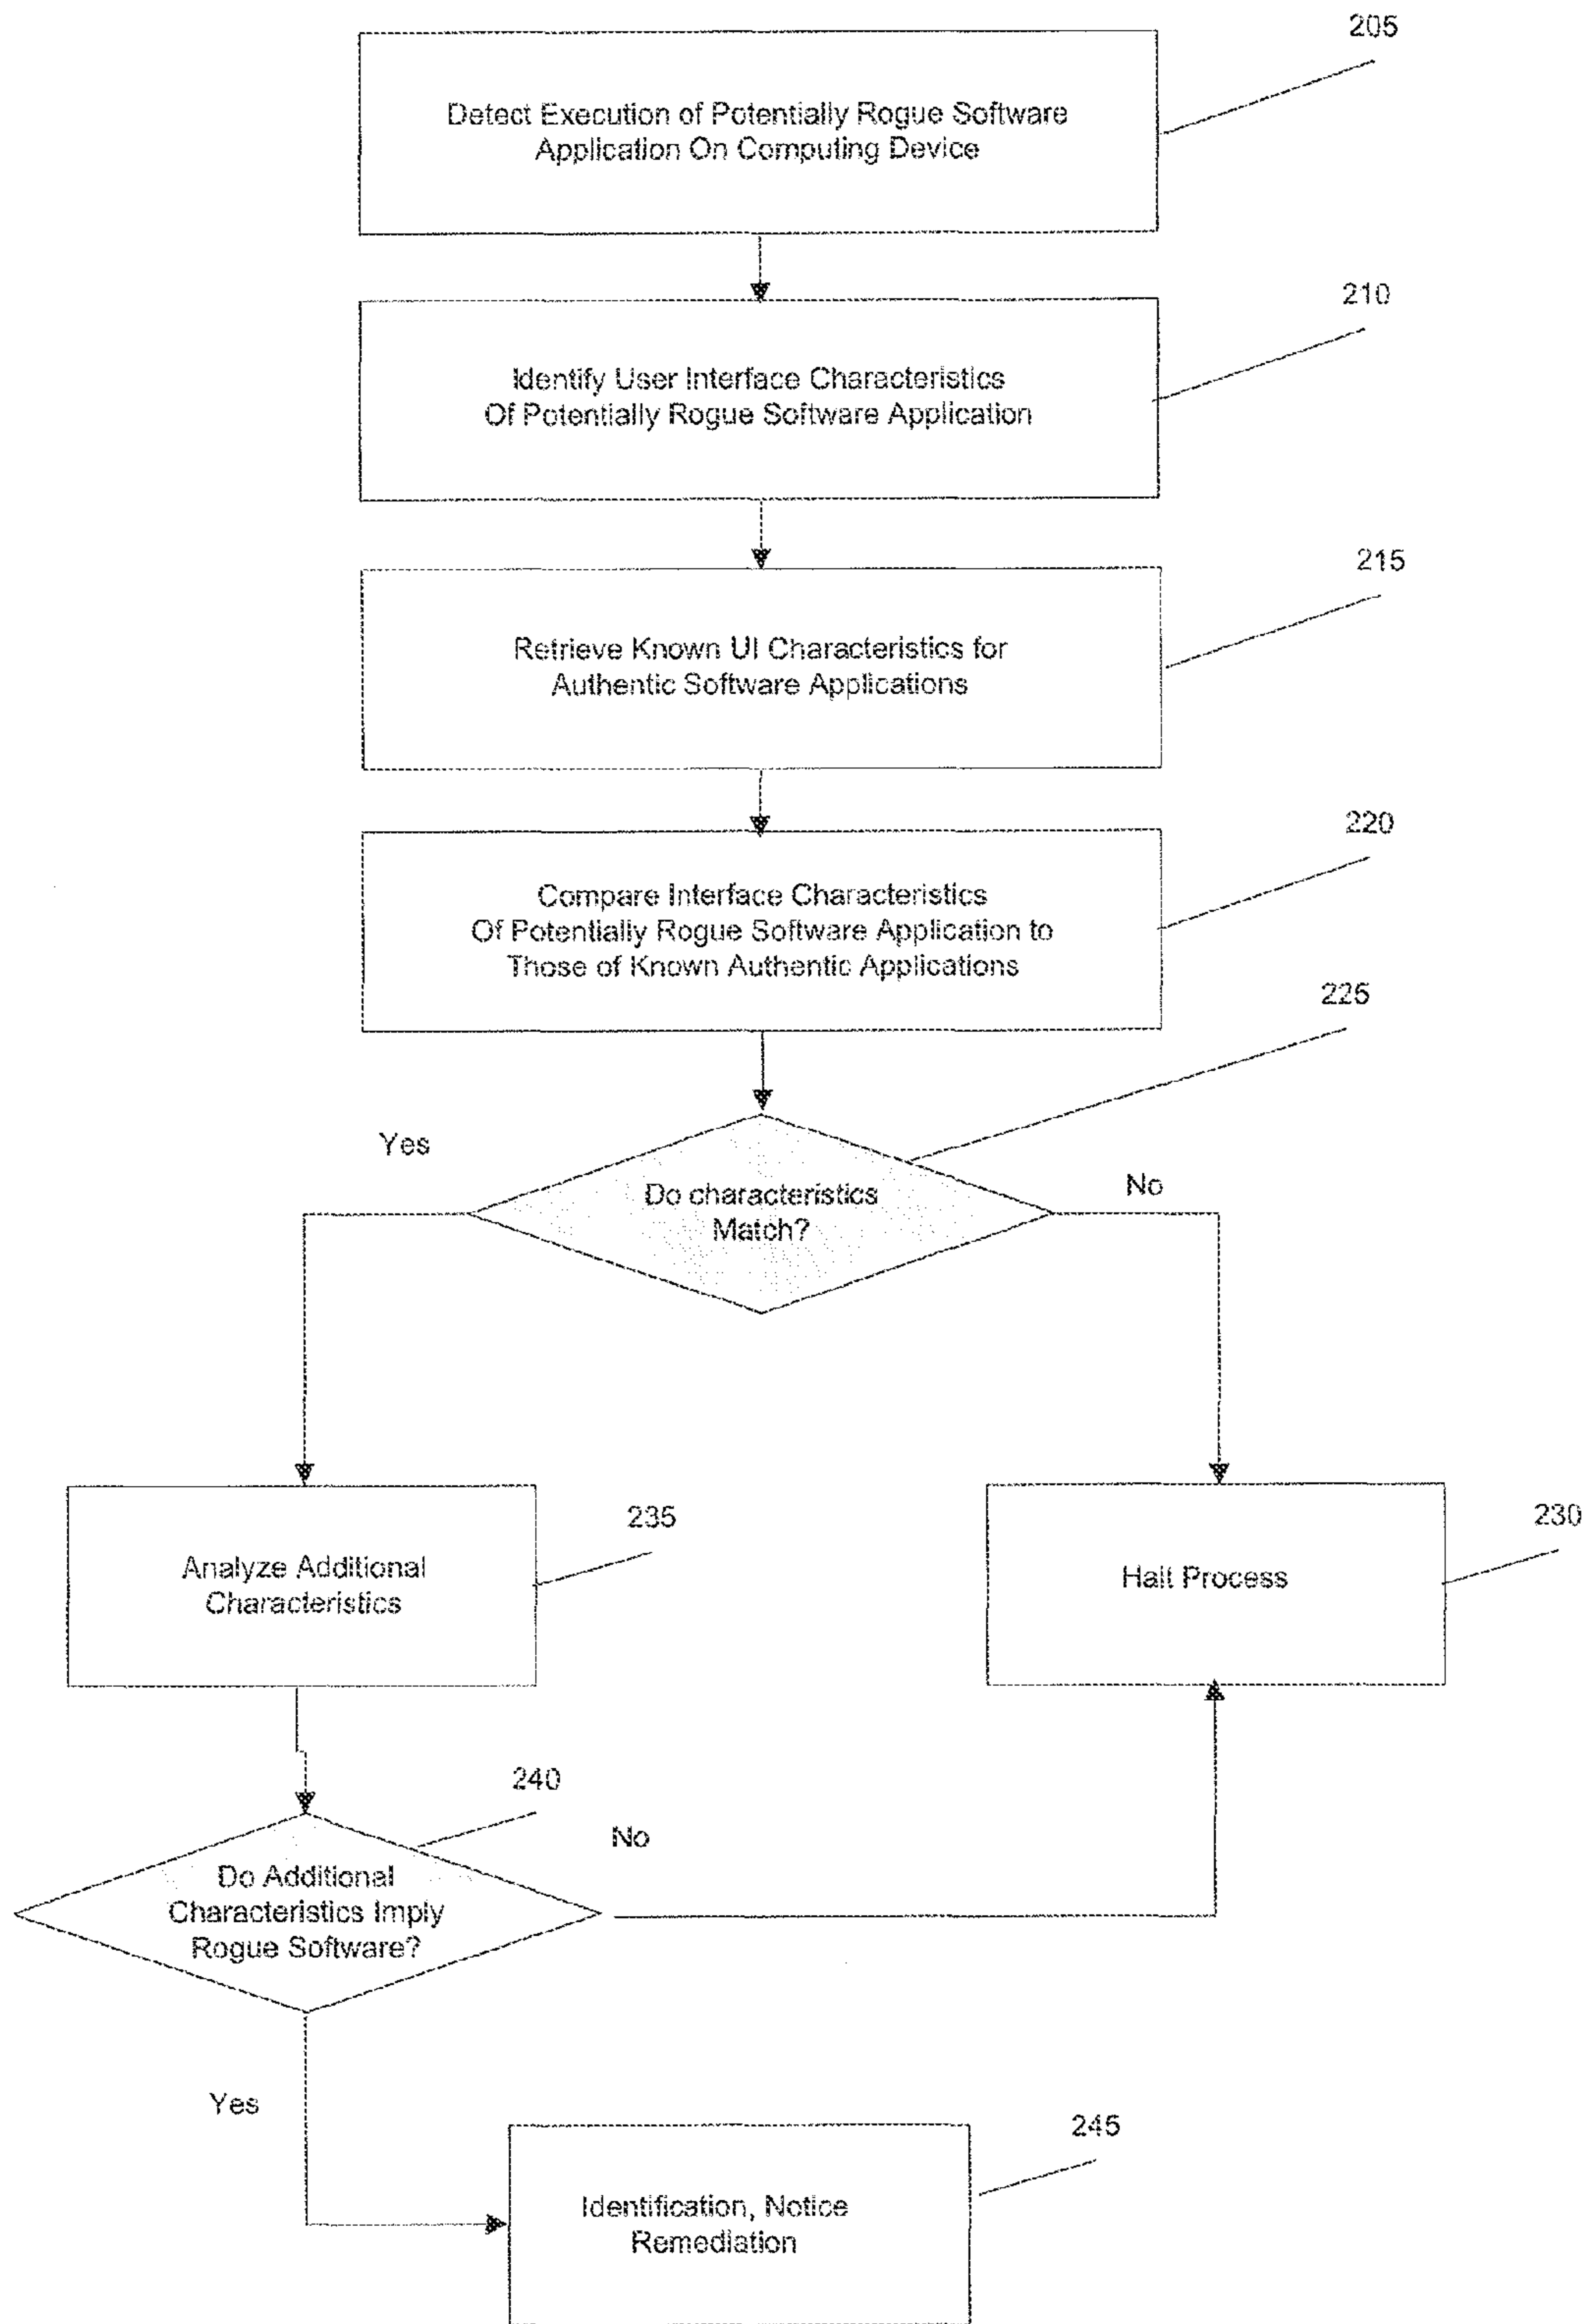 205
Detect Execution of Potentially Rogue Software
Application On Computing Device
210
Identify User Interface Characteristics
Of Potentially Rogue Software Application
215
Retrieve Known UI Characteristics for
Authentic Software Applications
220
Compare Interface Characteristics
Of Potentially Rogue Software Application to
Those of Known Authentic Applications
225
Yes
No
Do characteristics
Match?
235
230
Analyze Additional
Characteristics
Halt Process
240
No
Do Additional
Characteristics Imply
Rogue Software?
Yes
245
Identification, Notice
Remediation